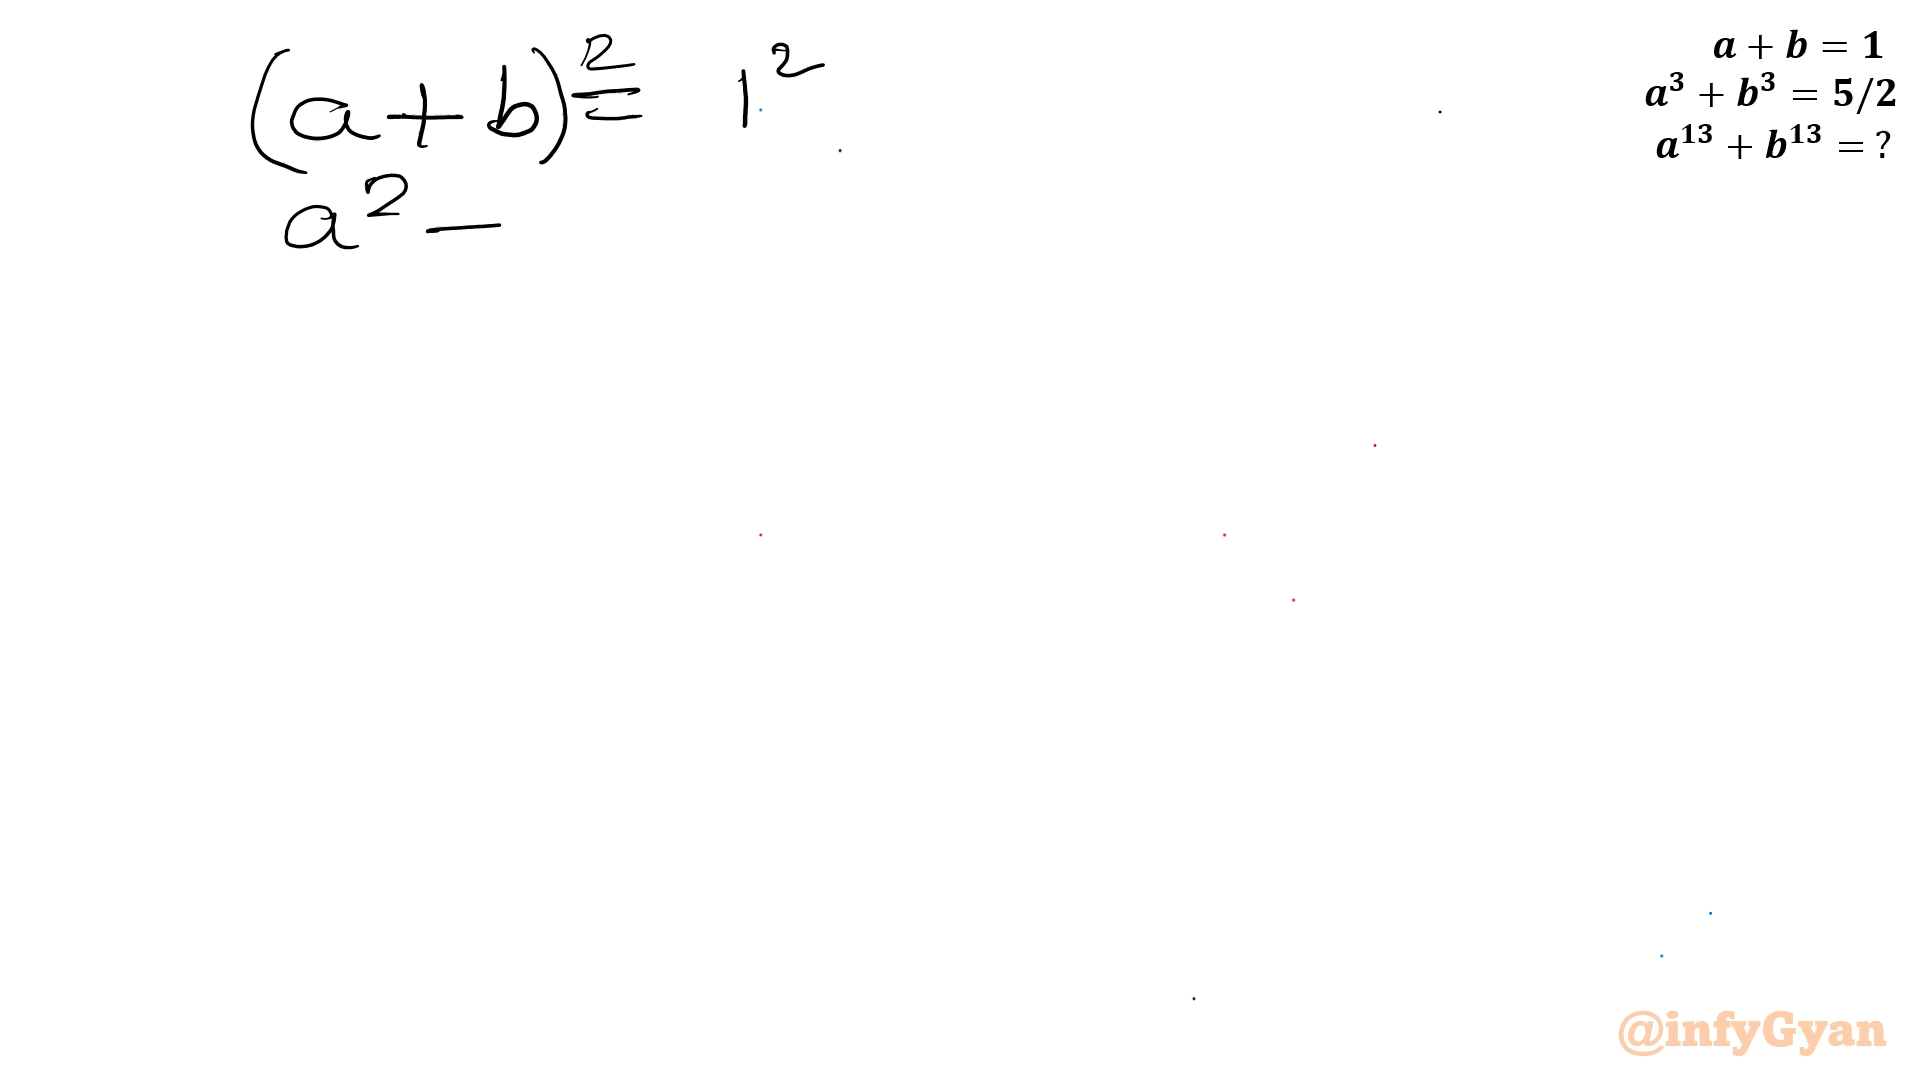 (a+b)² = 1²
a² −
a + b = 1
a³ + b³ = 5/2
a¹³ + b¹³ = ?
@infyGyan